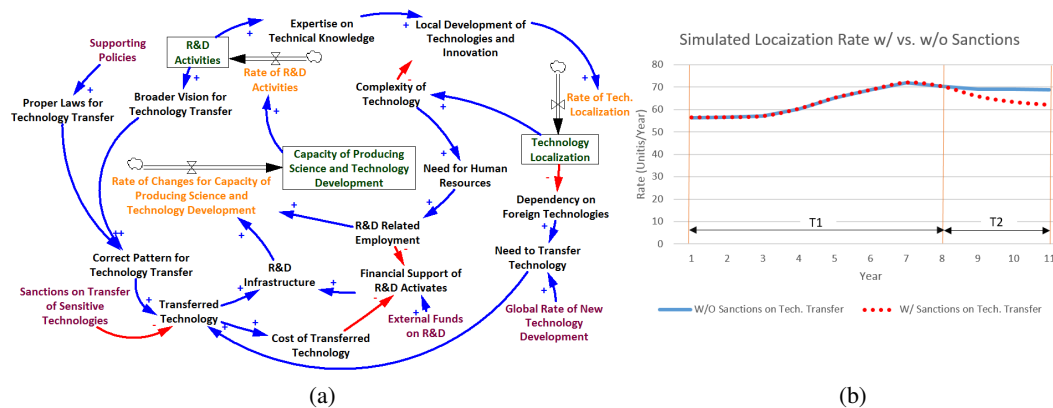 Supporting
Policies
R&D
Activities
Expertise on
Technical Knowledge
Local Development of
Technologies and
Innovation
Rate of R&D
Activities
Proper Laws for
Technology Transfer
Broader Vision for
Technology Transfer
Complexity of
Technology
Rate of Tech.
Localization
Capacity of Producing
Science and Technology
Development
Technology
Localization
Rate of Changes for Capacity of
Producing Science and
Technology Development
Need for Human
Resources
Dependency on
Foreign Technologies
R&D Related
Employment
Correct Pattern for
Technology Transfer
R&D
Infrastructure
Financial Support of
R&D Activates
Need to Transfer
Technology
Sanctions on Transfer
of Sensitive
Technologies
Transferred
Technology
Cost of Transferred
Technology
External Funds
on R&D
Global Rate of New
Technology
Development
(a)
Simulated Locaization Rate w/ vs. w/o Sanctions
Rate (Unitis/Year)
80
70
60
50
40
30
20
10
0
T1
T2
1 2 3 4 5 6 7 8 9 10 11
Year
W/O Sanctions on Tech. Transfer
W/ Sanctions on Tech. Transfer
(b)